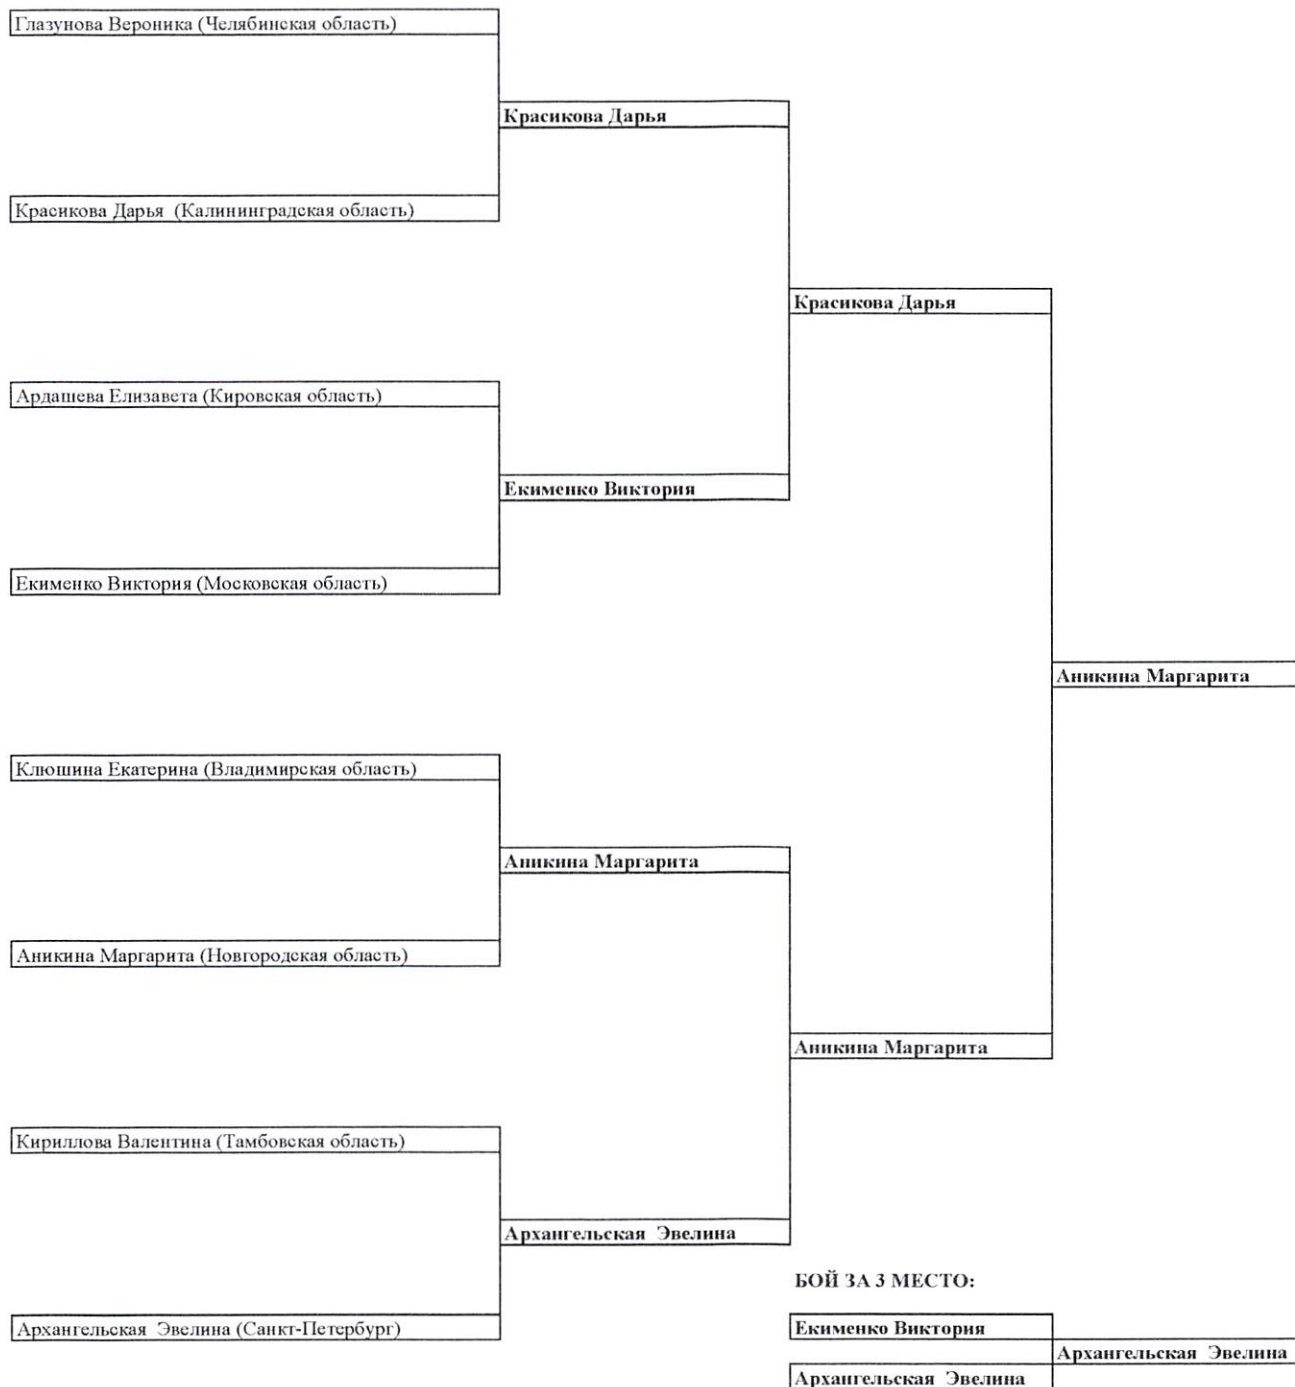 Глазунова Вероника (Челябинская область)
Красикова Дарья
Красикова Дарья (Калининградская область)
Красикова Дарья
Ардашева Елизавета (Кировская область)
Екименко Виктория
Екименко Виктория (Московская область)
Аникина Маргарита
Клюшина Екатерина (Владимирская область)
Аникина Маргарита
Аникина Маргарита (Новгородская область)
Аникина Маргарита
Кириллова Валентина (Тамбовская область)
Архангельская Эвелина
БОЙ ЗА 3 МЕСТО:
Архангельская Эвелина (Санкт-Петербург)
Екименко Виктория
Архангельская Эвелина
Архангельская Эвелина